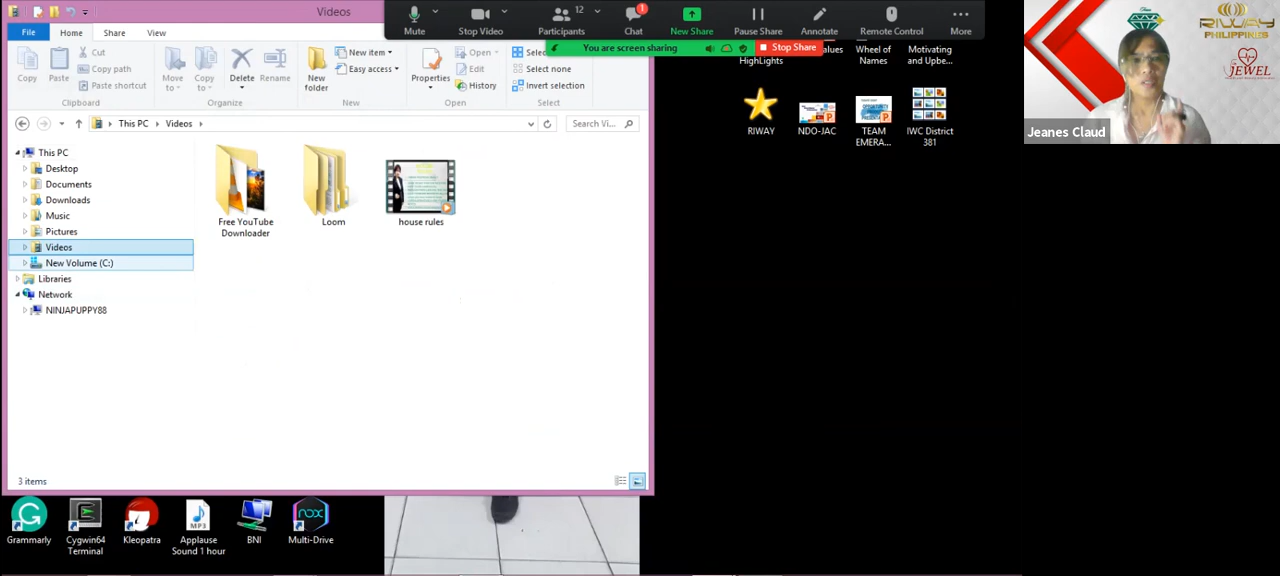 Videos
File
Home
Share
View
Copy
Paste
Cut
Copy path
Paste shortcut
Clipboard
Move
to
Copy
to
Delete
Rename
Organize
New
folder
New item
Easy access
New
Properties
Open
Edit
History
Open
Select none
Invert selection
Select
This PC
Videos
Search Vi...
This PC
Desktop
Documents
Downloads
Music
Pictures
Videos
New Volume (C:)
Libraries
Network
NINJAPUPPY88
Free YouTube
Downloader
Loom
house rules
3 items
Mute
Stop Video
12
Participants
1
Chat
New Share
Pause Share
Annotate
Remote Control
More
You are screen sharing
Stop Share
HighLights
Wheel of
Names
Motivating
and Upbe...
RIWAY
NDO-JAC
TEAM
EMERA...
IWC District
381
Grammarly
Cygwin64
Terminal
Kleopatra
MP3
Applause
Sound 1 hour
BNI
nox
Multi-Drive
RIWAY
PHILIPPINES
JEWEL
Jeanes Claud